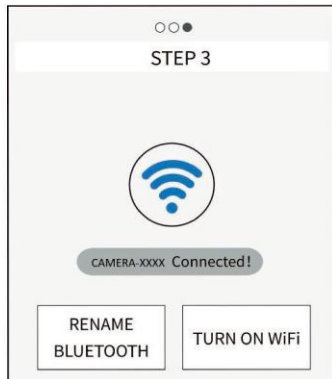 STEP 3
CAMERA-XXXX Connected!
RENAME
BLUETOOTH
TURN ON WiFi